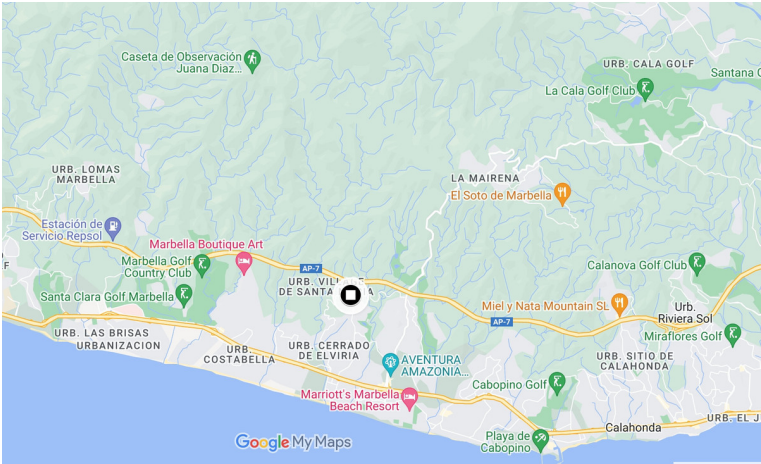 Caseta de Observación
Juana Diaz...
URB. CALA GOLF
Santana
La Cala Golf Club
URB. LOMAS
MARBELLA
LA MAIRENA
El Soto de Marbella
Estación de
Servicio Repsol
Marbella Boutique Art
Marbella Golf
Country Club
AP-7
Calanova Golf Club
URB.
DE
Santa Clara Golf Marbella
Miel y Nata Mountain SL
Urb.
Riviera Sol
AP-7
Miraflores Golf
URB. LAS BRISAS
URBANIZACION
URB.
COSTABELLA
URB. CERRADO
DE ELVIRIA
AVENTURA
AMAZONIA...
URB. SITIO DE
CALAHONDA
Cabopino Golf
Marriott's Marbella
Beach Resort
URB. EL
Calahonda
Playa de
Cabopino
Google My Maps